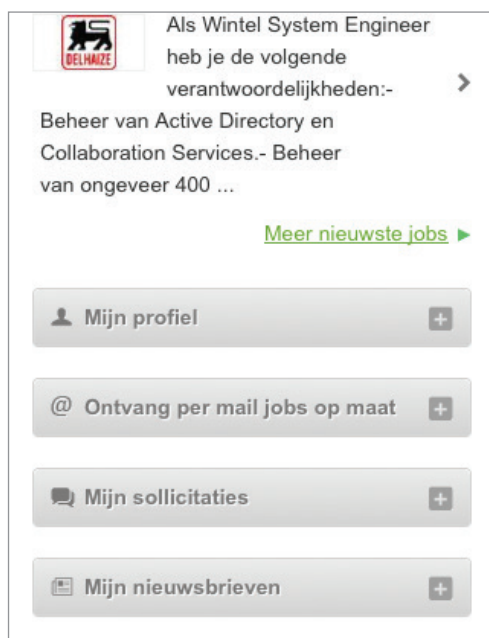 DELHAIZE
Als Wintel System Engineer
heb je de volgende
verantwoordelijkheden:-
Beheer van Active Directory en
Collaboration Services.- Beheer
van ongeveer 400 ...
Meer nieuwste jobs
Mijn profiel
@ Ontvang per mail jobs op maat
Mijn sollicitaties
Mijn nieuwsbrieven